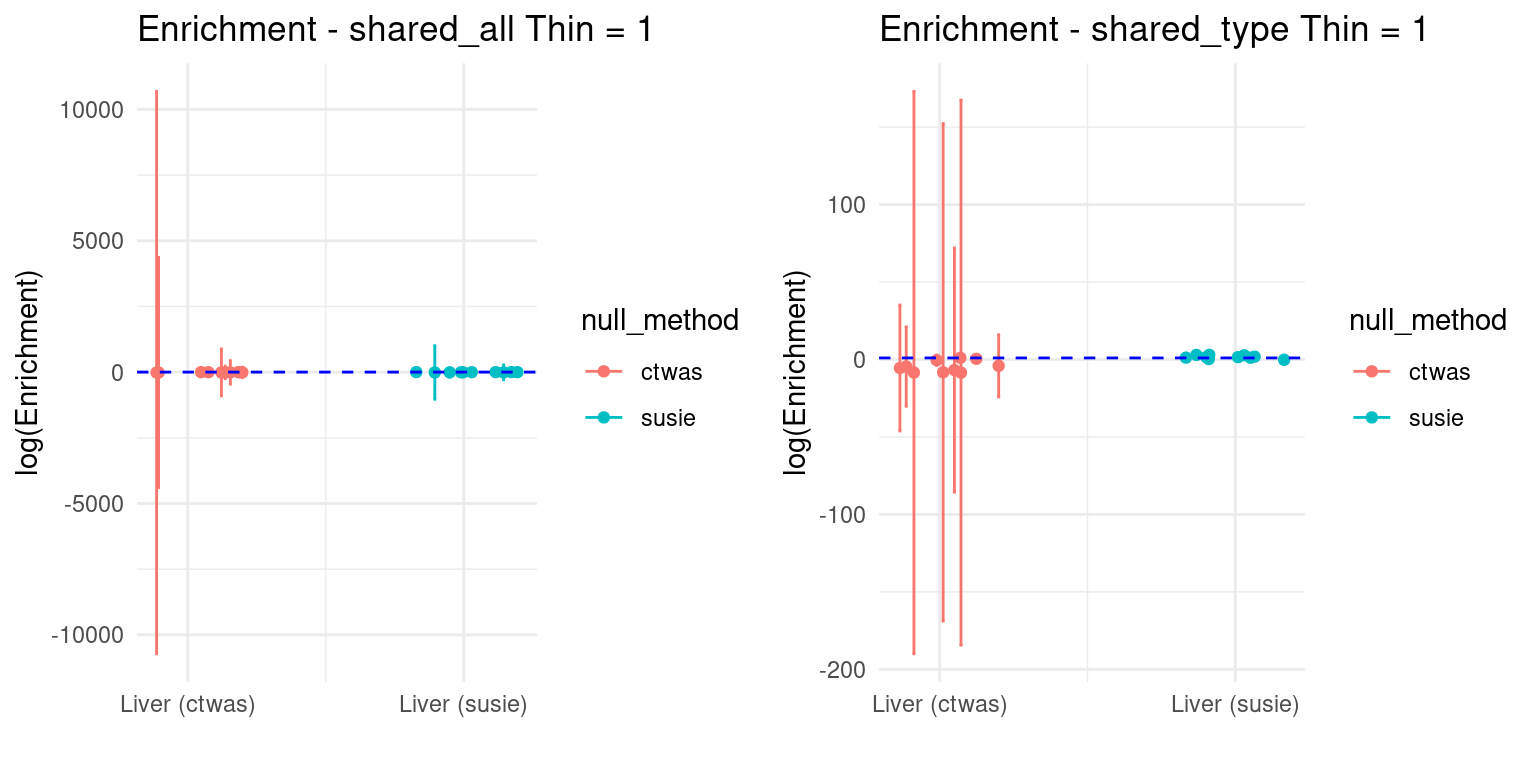 Enrichment - shared_all Thin = 1
log(Enrichment)
10000
5000
0
-5000
-10000
Liver (ctwas)
Liver (susie)
null_method
ctwas
susie
Enrichment - shared_type Thin = 1
log(Enrichment)
100
0
-100
-200
Liver (ctwas)
Liver (susie)
null_method
ctwas
susie